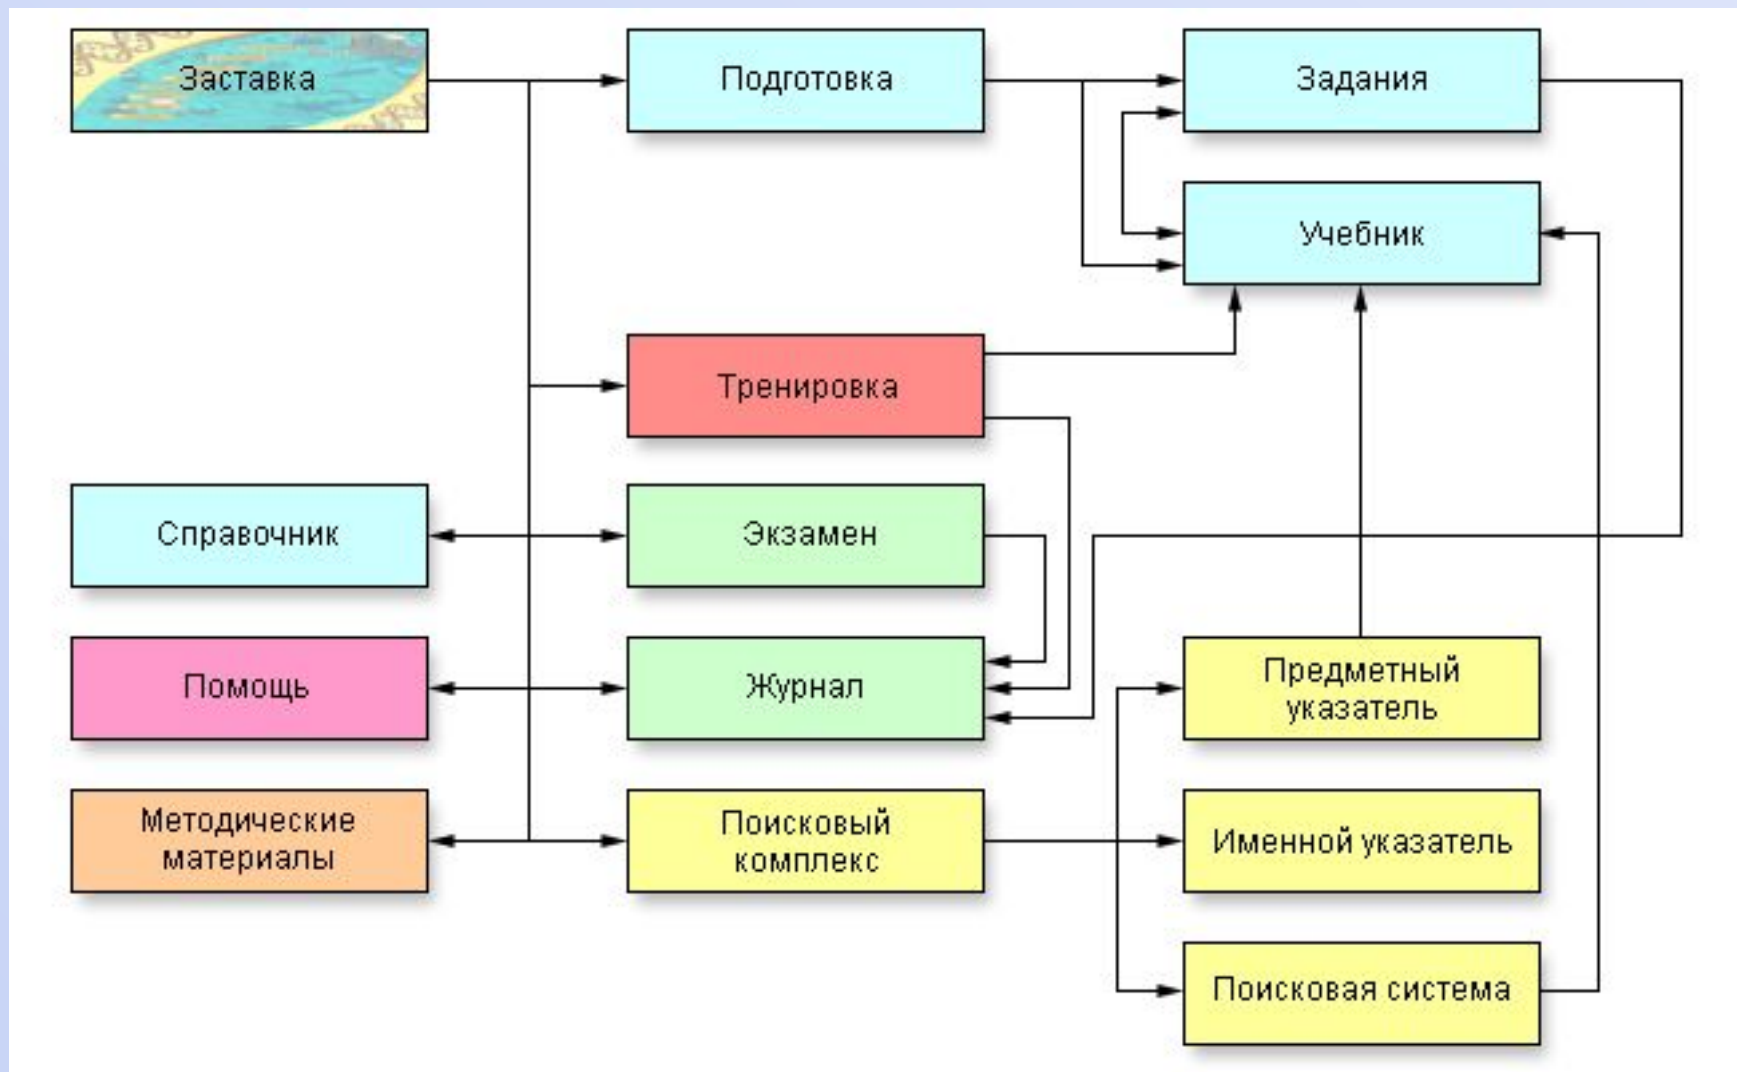 Заставка
Подготовка
Задания
Учебник
Тренировка
Справочник
Экзамен
Помощь
Журнал
Предметный
указатель
Методические
материалы
Поисковый
комплекс
Именной указатель
Поисковая система